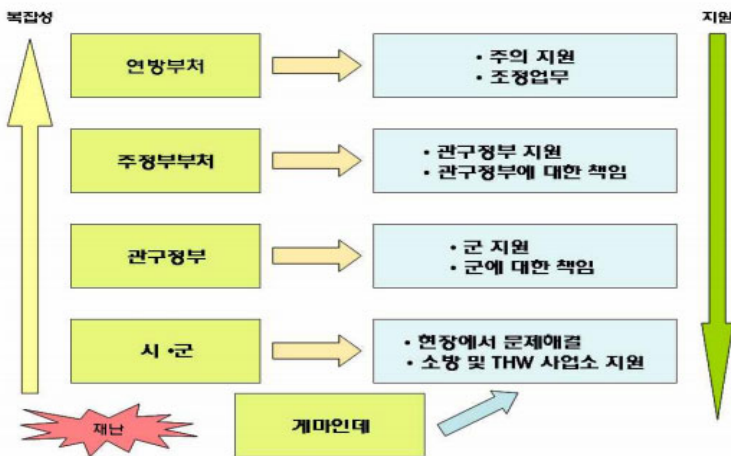 복잡성
지원
연방부처
• 주의 지원
• 조정업무
주정부부처
• 관구정부 지원
• 관구정부에 대한 책임
관구정부
• 군 지원
• 군에 대한 책임
시 •군
• 현장에서 문제해결
• 소방 및 THW 사업소 지원
재난
게마인데